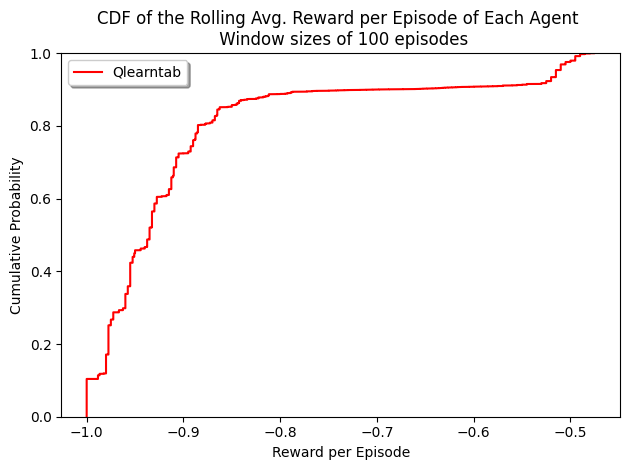 CDF of the Rolling Avg. Reward per Episode of Each Agent
Window sizes of 100 episodes
Qlearntab
Cumulative Probability
1.0
0.8
0.6
0.4
0.2
0.0
−1.0 −0.9 −0.8 −0.7 −0.6 −0.5
Reward per Episode